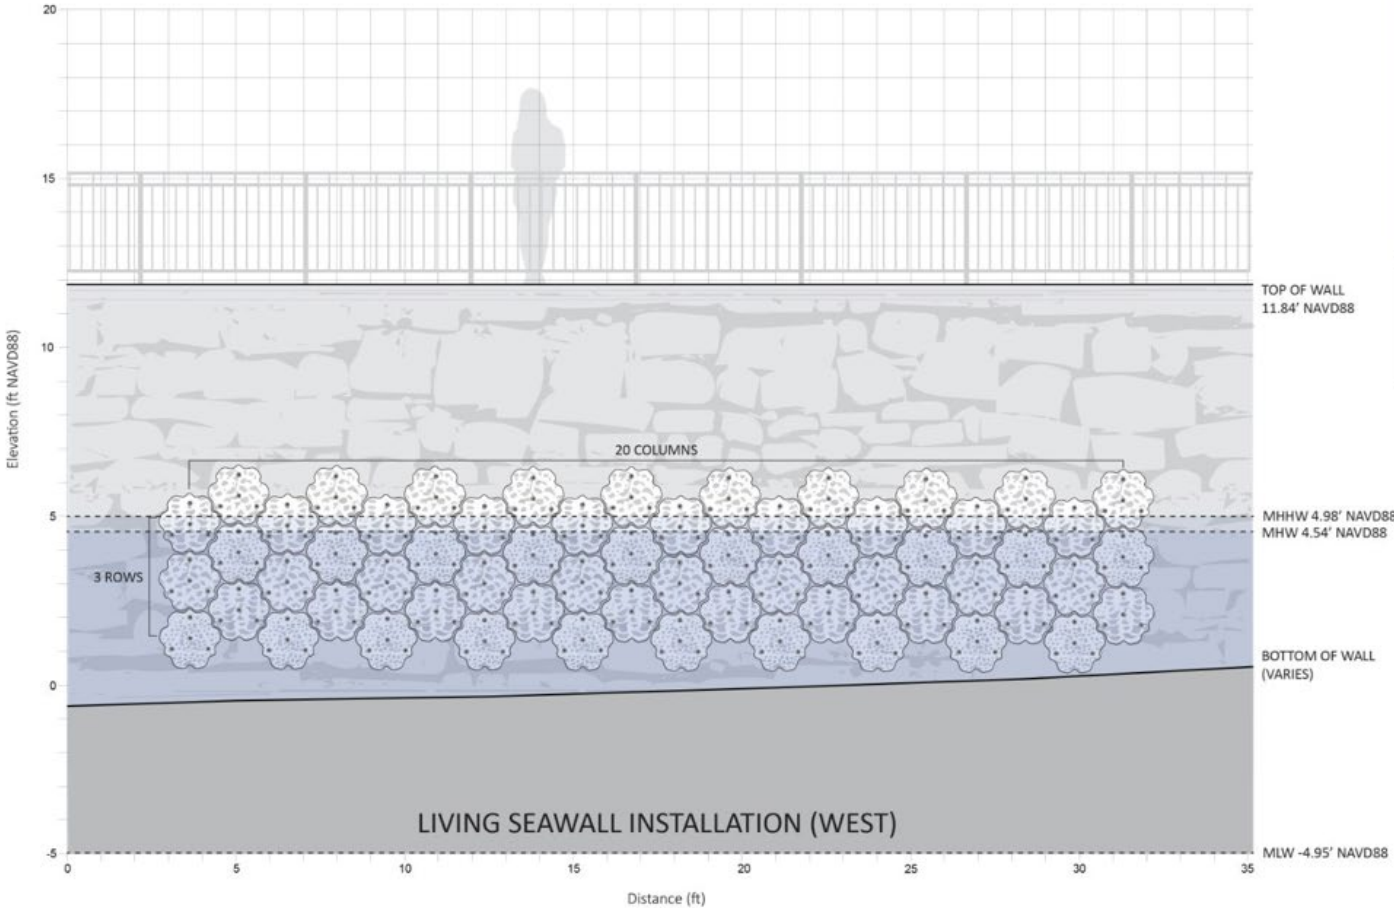 20
15
10
5
0
-5
Elevation (ft NAVD88)
TOP OF WALL
11.84’ NAVD88
20 COLUMNS
MHHW 4.98’ NAVD88
MHW 4.54’ NAVD88
3 ROWS
BOTTOM OF WALL
(VARIES)
LIVING SEAWALL INSTALLATION (WEST)
MLW -4.95’ NAVD88
0 5 10 15 20 25 30 35
Distance (ft)